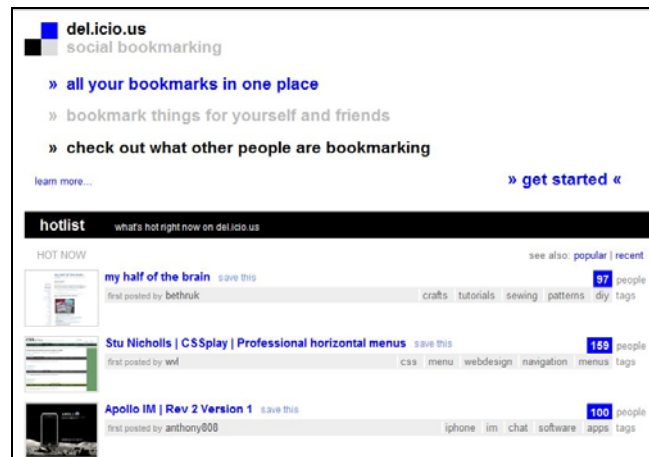 del.icio.us
social bookmarking
» all your bookmarks in one place
» bookmark things for yourself and friends
» check out what other people are bookmarking
learn more...
» get started «
hotlist what's hot right now on del.icio.us
HOT NOW see also: popular | recent
my half of the brain save this 97 people
first posted by bethruk crafts tutorials sewing patterns diy tags
Stu Nicholls | CSSplay | Professional horizontal menus save this 159 people
first posted by wvl css menu webdesign navigation menus tags
Apollo IM | Rev 2 Version 1 save this 100 people
first posted by anthony808 iphone im chat software apps tags